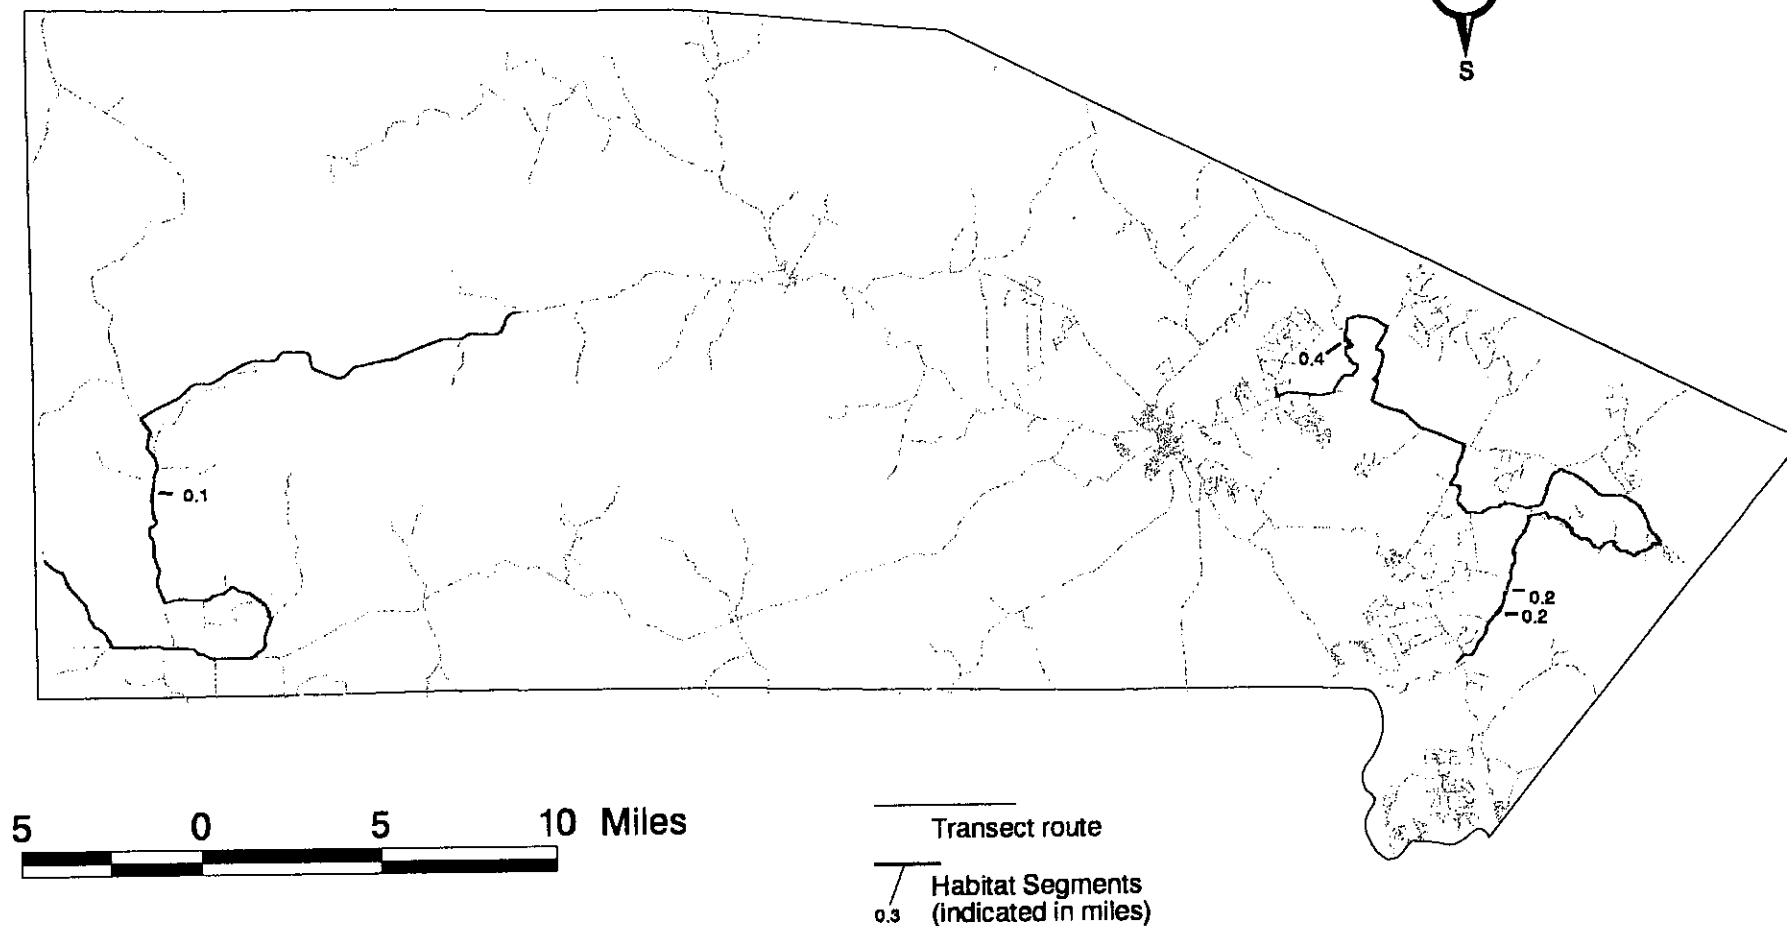 S
0.4
0.1
0.2
0.2
5 0 5 10 Miles
Transect route
Habitat Segments
0.3 (indicated in miles)